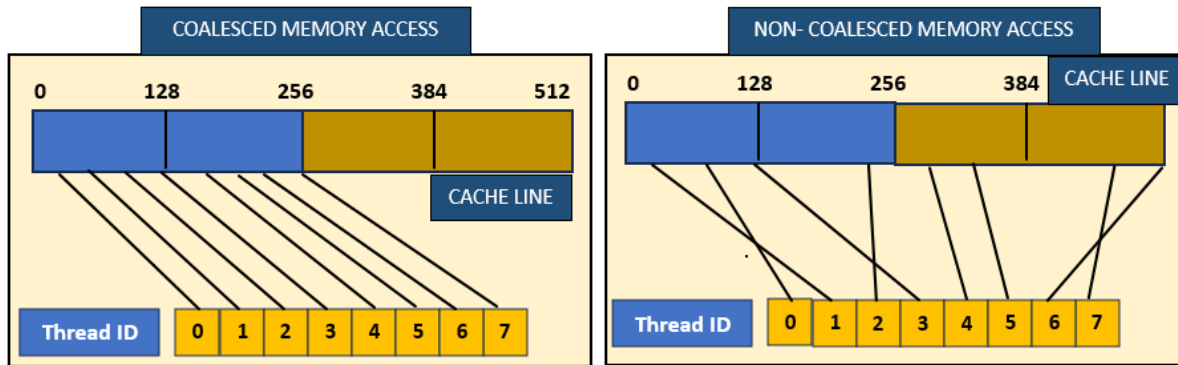 COALESCED MEMORY ACCESS
0 128 256 384 512
CACHE LINE
Thread ID 0 1 2 3 4 5 6 7
NON- COALESCED MEMORY ACCESS
CACHE LINE
0 128 256 384
Thread ID 0 1 2 3 4 5 6 7